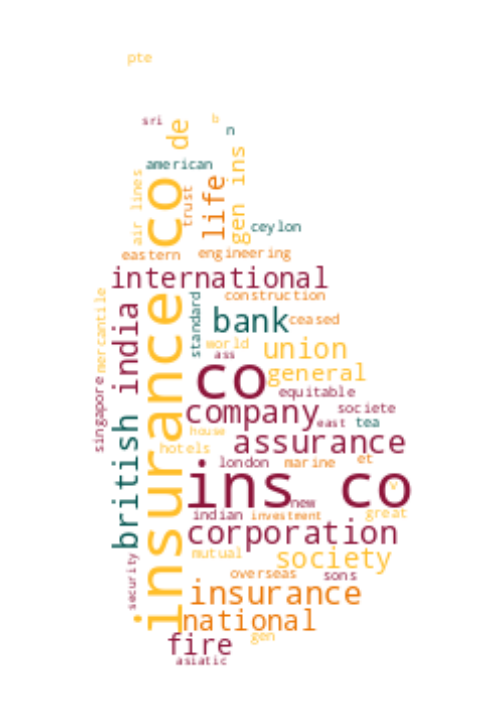 pte
sri
b
n
de
american
gen ins
air lines
trust
life
ceylon
insurance co
eastern
engineering
international
mercantile
standard
construction
india
bank
ceased
world
union
ass
co
general
singapore
equitable
company
societe
british
east
tea
house
assurance
hotels
london
marine
et
ins co
v
new
indian
investment
great
corporation
mutual
society
security
overseas
sons
insurance
national
gen
fire
asiatic